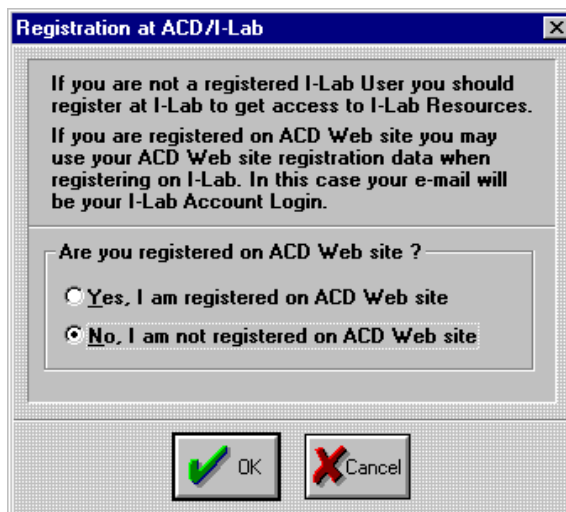 Registration at ACD/I-Lab
If you are not a registered I-Lab User you should
register at I-Lab to get access to I-Lab Resources.
If you are registered on ACD Web site you may
use your ACD Web site registration data when
registering on I-Lab. In this case your e-mail will
be your I-Lab Account Login.
Are you registered on ACD Web site ?
Yes, I am registered on ACD Web site
No, I am not registered on ACD Web site
OK
Cancel